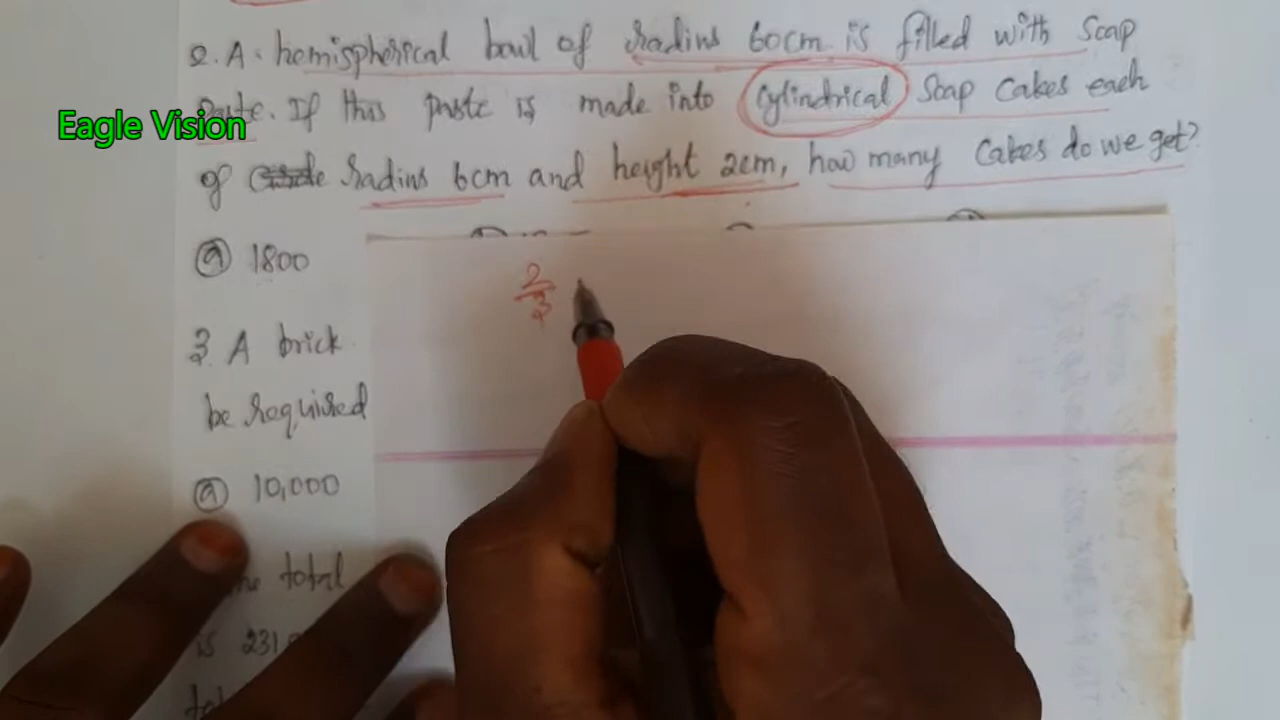 2. A. hemispherical bowl of radius 60cm is filled with Soap
Paste. If this paste is made into Cylindrical Soap Cakes each
Eagle Vision
of radius 6cm and height 2cm, how many Cakes do we get?
(a) 1800
2/3
3. A brick
be required
(a) 10,000
total
is 231